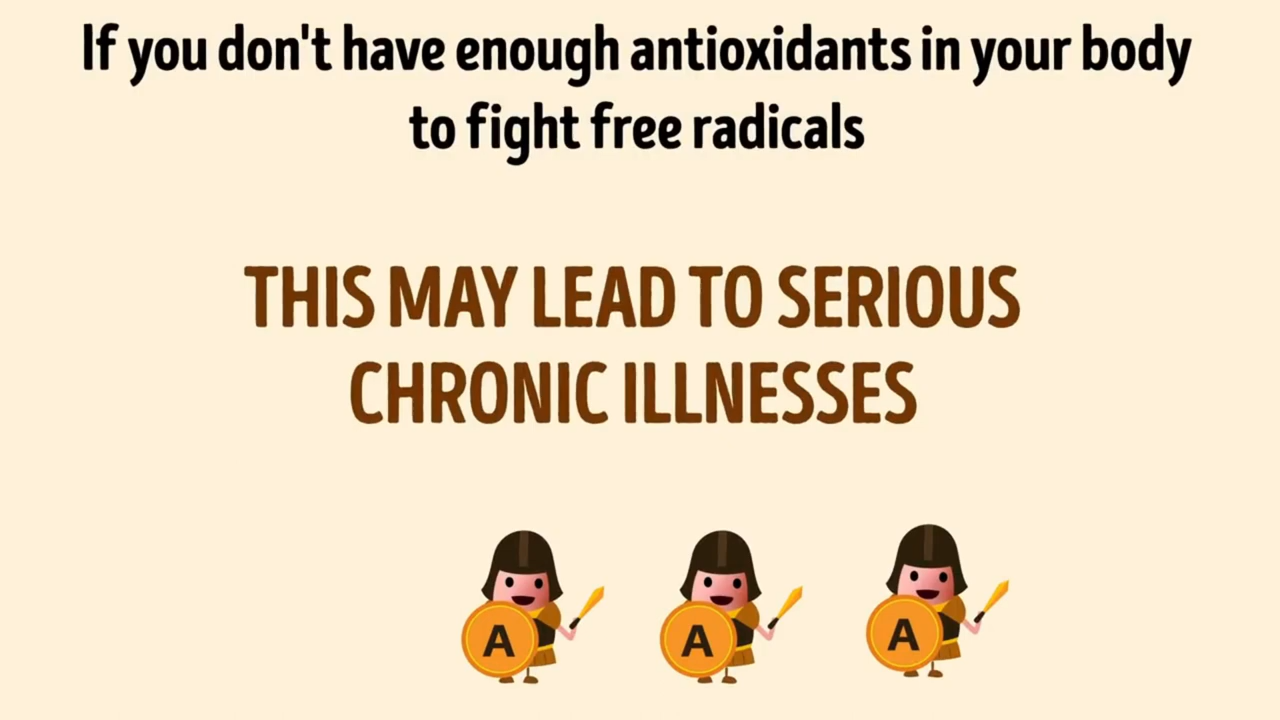 If you don't have enough antioxidants in your body
to fight free radicals
THIS MAY LEAD TO SERIOUS
CHRONIC ILLNESSES
A A A